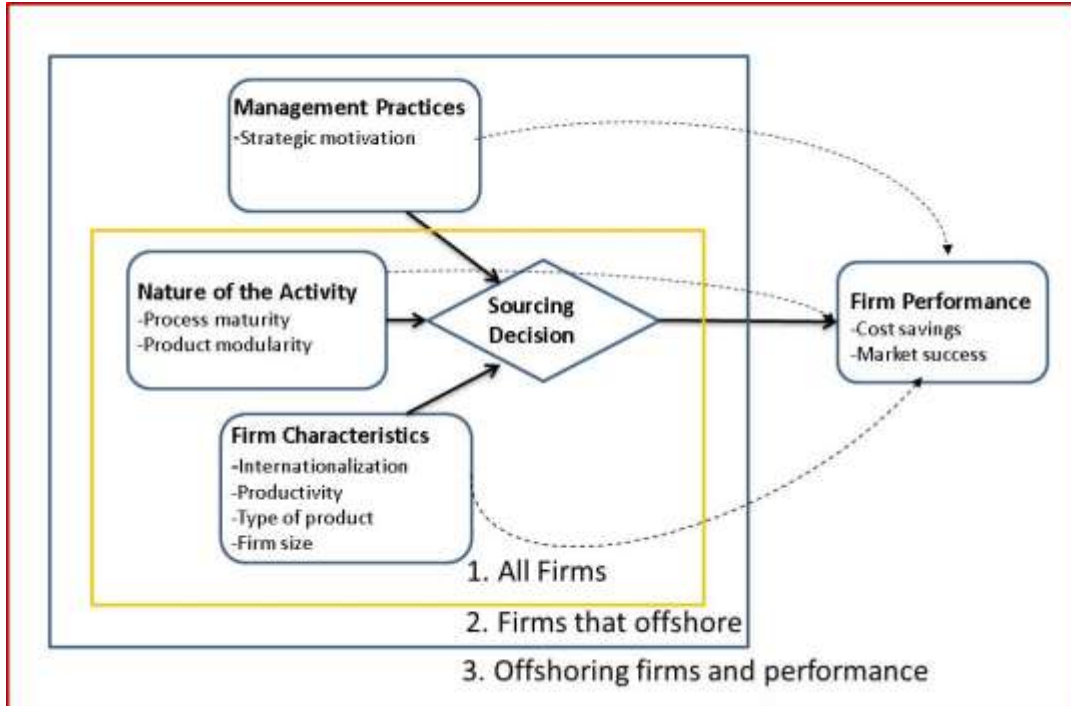 Management Practices
-Strategic motivation
Nature of the Activity
-Process maturity
-Product modularity
Sourcing
Decision
Firm Performance
-Cost savings
-Market success
Firm Characteristics
-Internationalization
-Productivity
-Type of product
-Firm size
1. All Firms
2. Firms that offshore
3. Offshoring firms and performance